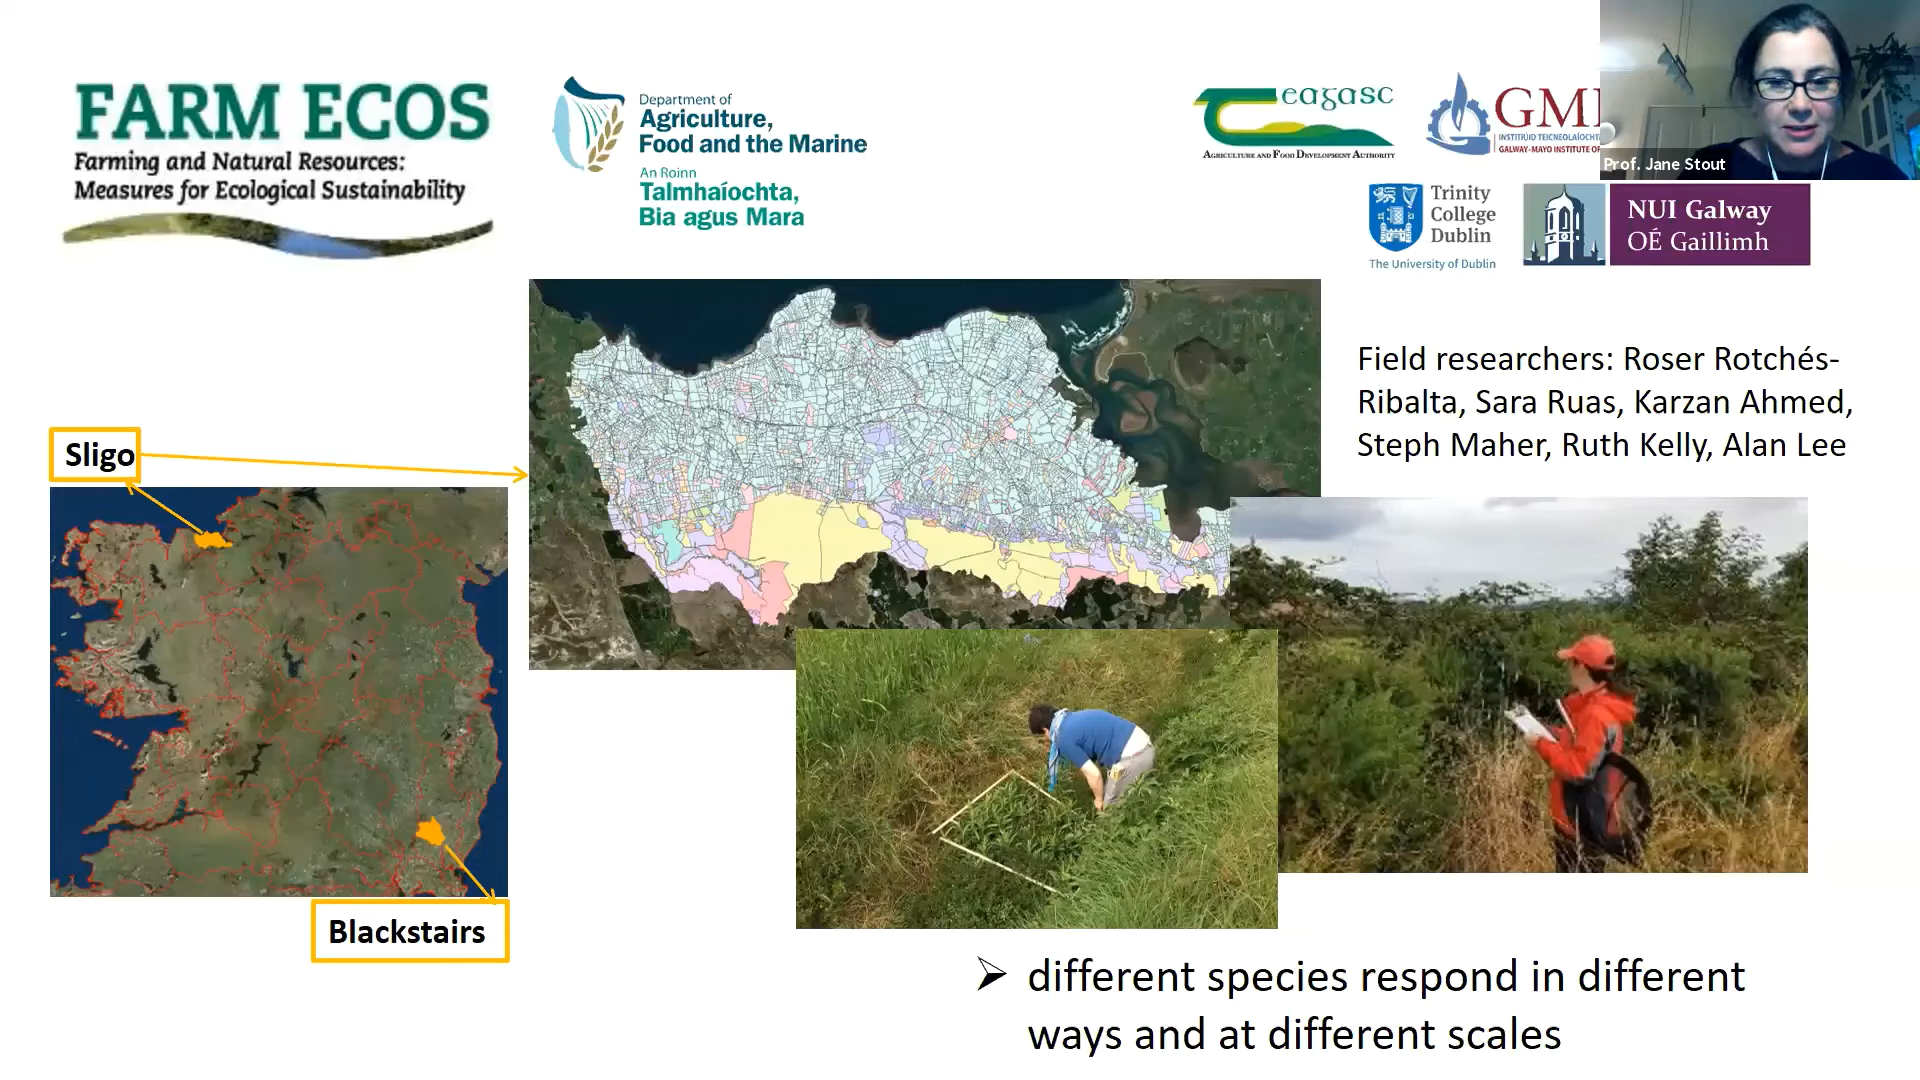 FARM ECOS
Farming and Natural Resources:
Measures for Ecological Sustainability
Department of
Agriculture,
Food and the Marine
An Roinn
Talmhaíochta,
Bia agus Mara
Teagasc
AGRICULTURE AND FOOD DEVELOPMENT AUTHORITY
GMI
INSTITIÚID TEICNEOLAÍOCHT
GALWAY-MAYO INSTITUTE OF
Prof. Jane Stout
Trinity
College
Dublin
The University of Dublin
NUI Galway
OÉ Gaillimh
Field researchers: Roser Rotchés-
Ribalta, Sara Ruas, Karzan Ahmed,
Steph Maher, Ruth Kelly, Alan Lee
Sligo
Blackstairs
➢ different species respond in different
ways and at different scales